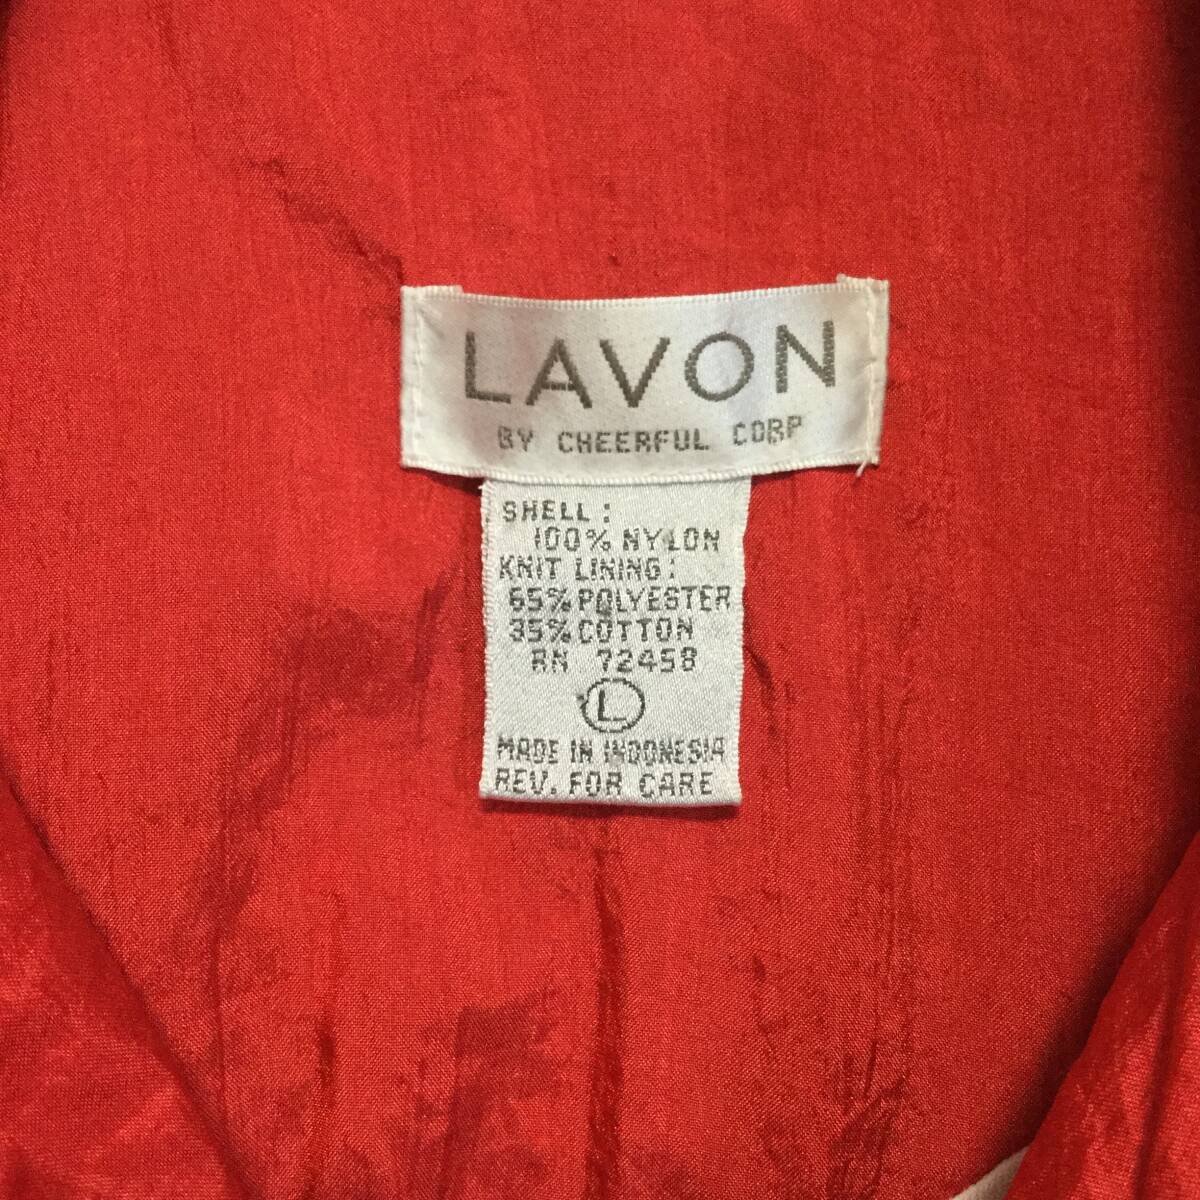 LAVON
BY CHEERFUL CORP
SHELL:
100% NYLON
KNIT LINING:
65% POLYESTER
35% COTTON
RN 72458
L
MADE IN INDONESIA
REV. FOR CARE